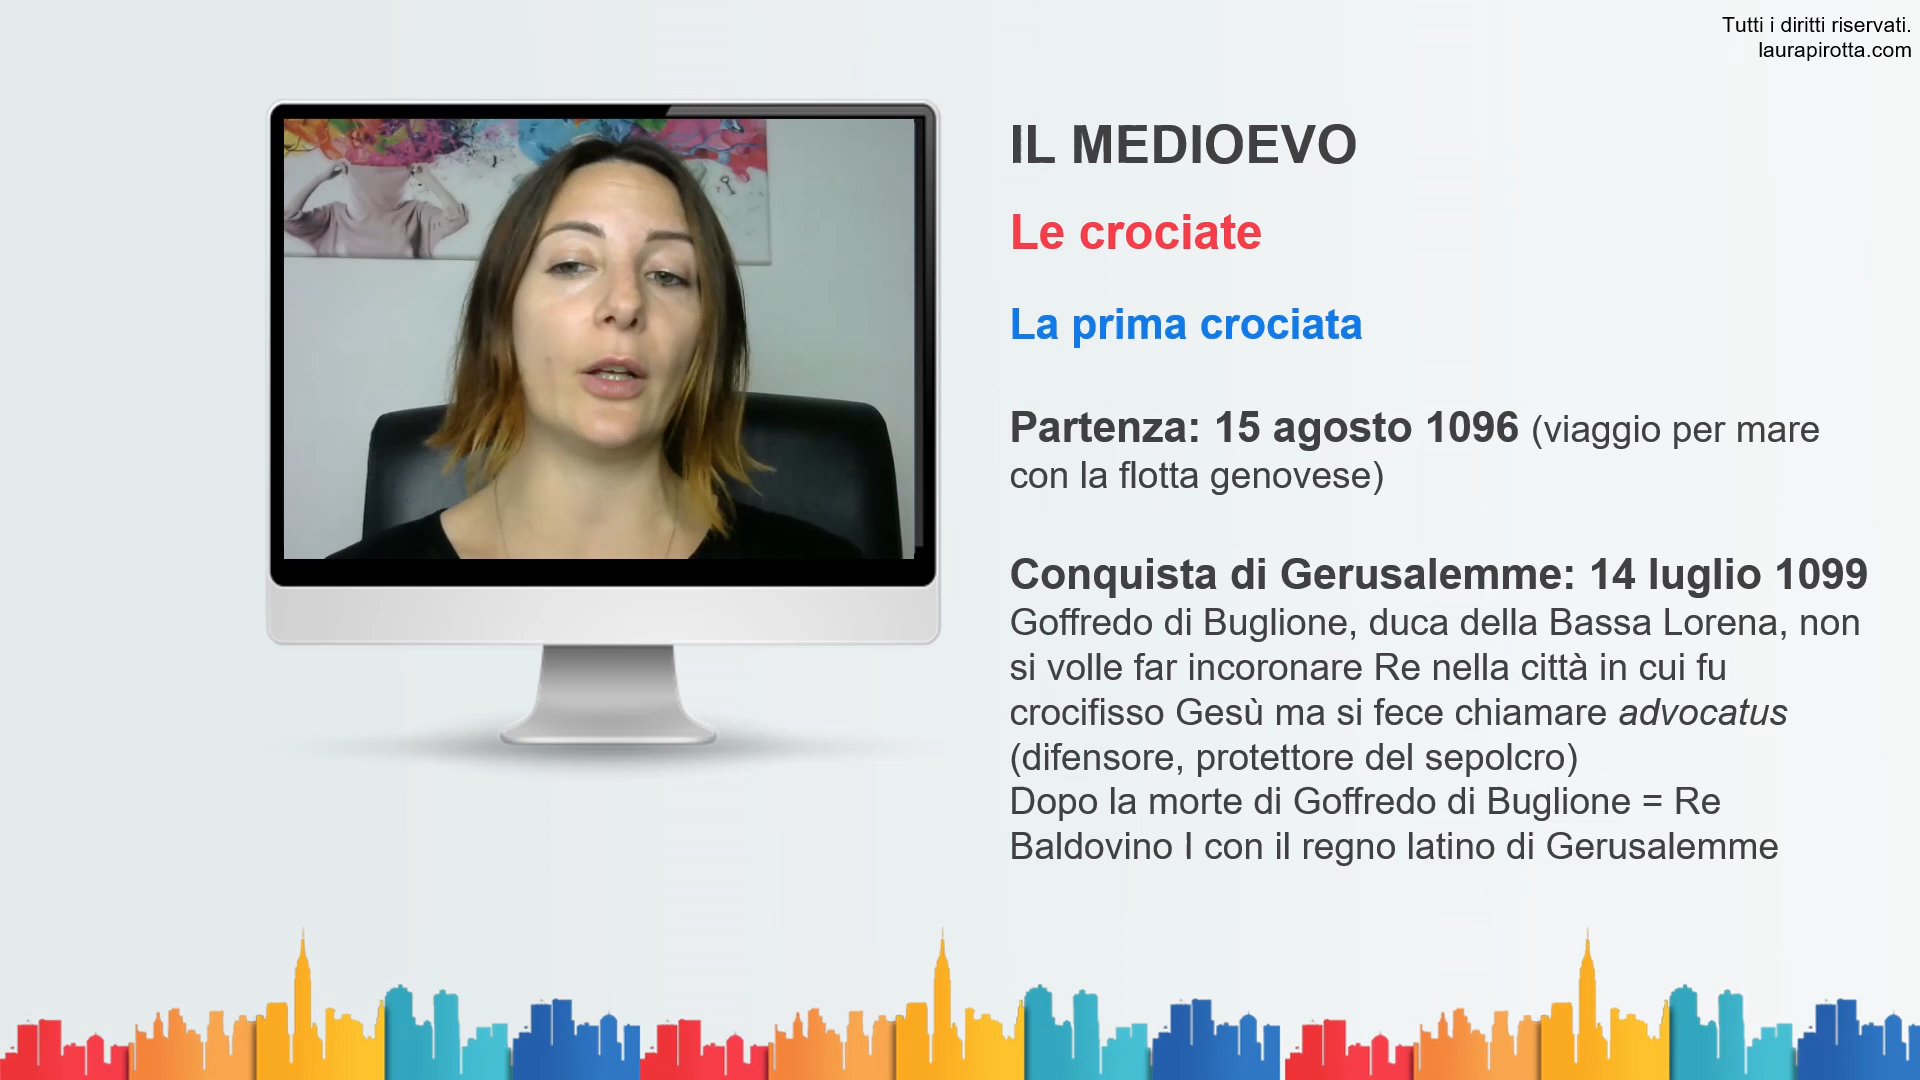 Tutti i diritti riservati.
laurapirotta.com
IL MEDIOEVO
Le crociate
La prima crociata
Partenza: 15 agosto 1096 (viaggio per mare
con la flotta genovese)
Conquista di Gerusalemme: 14 luglio 1099
Goffredo di Buglione, duca della Bassa Lorena, non
si volle far incoronare Re nella città in cui fu
crocifisso Gesù ma si fece chiamare advocatus
(difensore, protettore del sepolcro)
Dopo la morte di Goffredo di Buglione = Re
Baldovino I con il regno latino di Gerusalemme